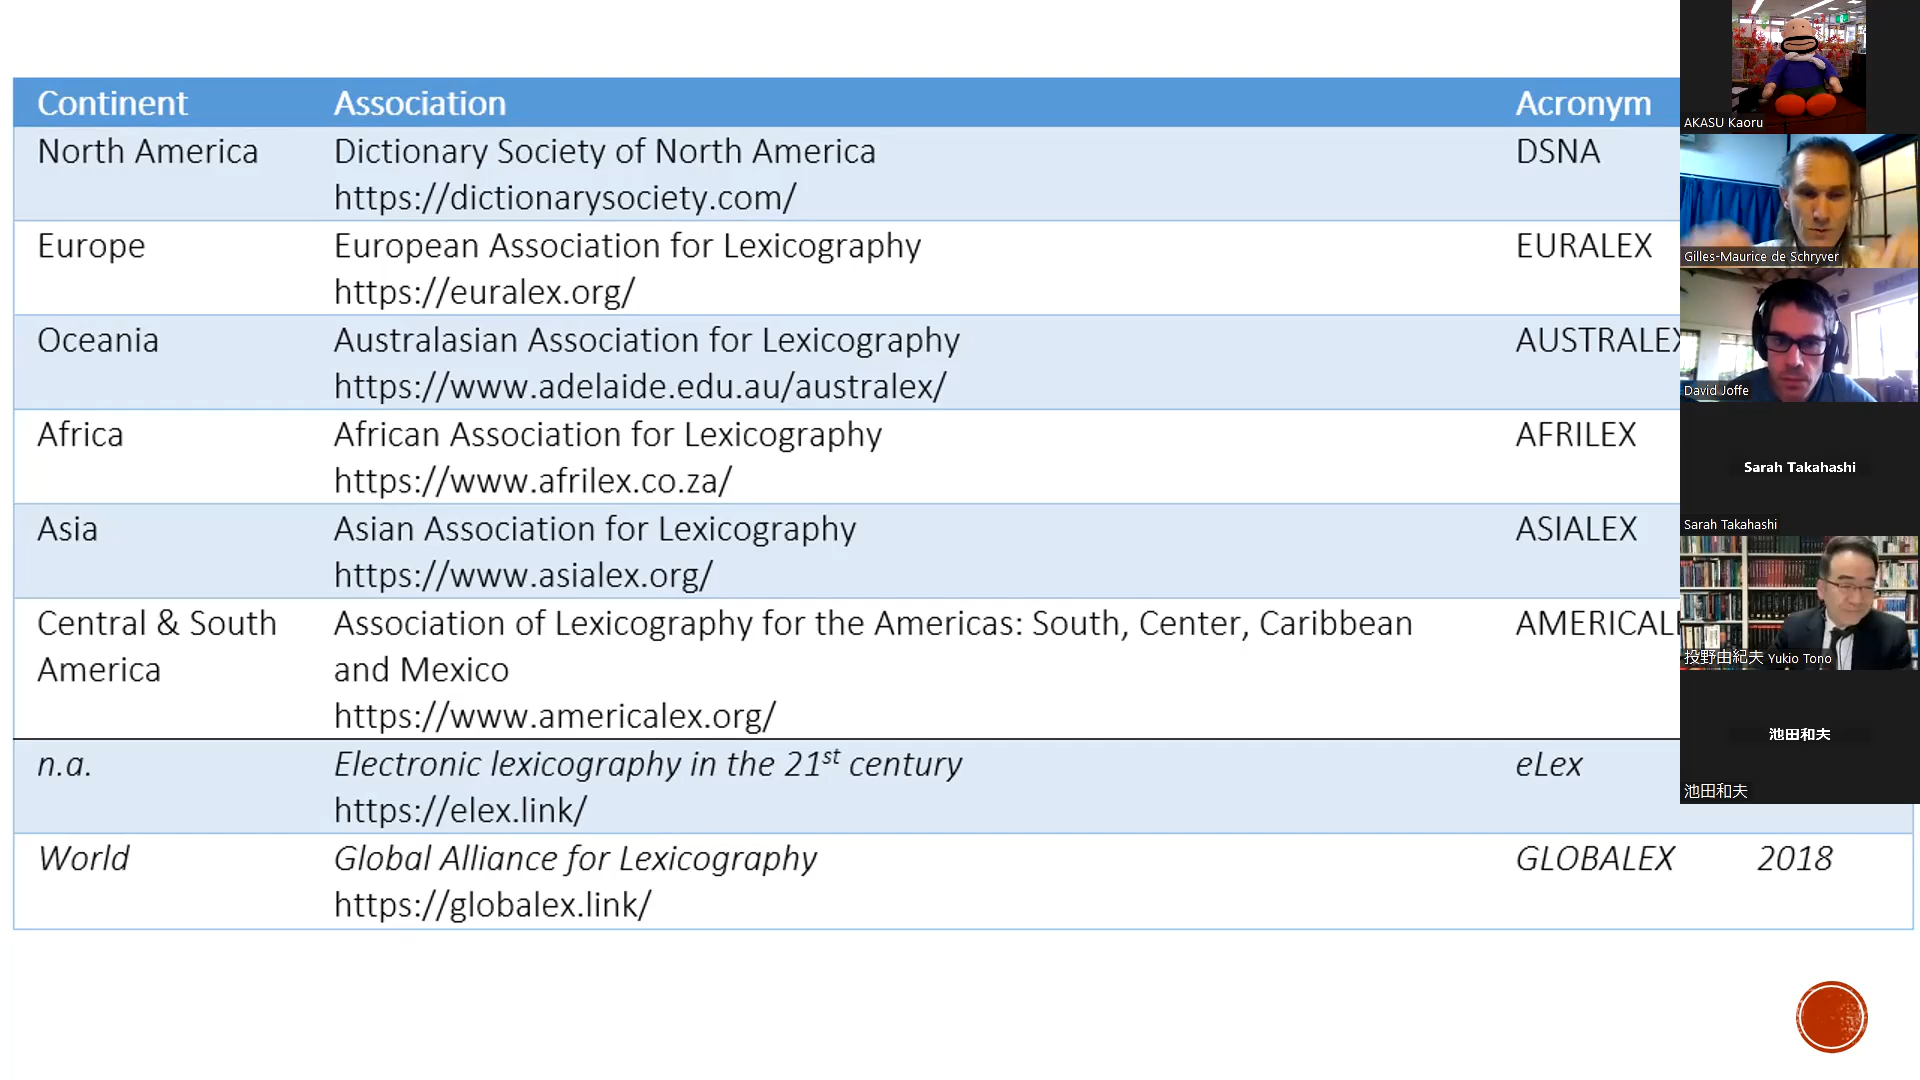 Continent Association Acronym
North America Dictionary Society of North America DSNA
https://dictionarysociety.com/
Europe European Association for Lexicography EURALEX
https://euralex.org/
Oceania Australasian Association for Lexicography AUSTRALEX
https://www.adelaide.edu.au/australex/
Africa African Association for Lexicography AFRILEX
https://www.afrilex.co.za/
Asia Asian Association for Lexicography ASIALEX
https://www.asialex.org/
Central & South Association of Lexicography for the Americas: South, Center, Caribbean
America and Mexico
https://www.americalex.org/
n.a. Electronic lexicography in the 21st century eLex
https://elex.link/
World Global Alliance for Lexicography GLOBALEX 2018
https://globalex.link/
AKASU Kaoru
Gilles-Maurice de Schryver
David Joffe
Sarah Takahashi
Sarah Takahashi
投野由紀夫 Yukio Tono
池田和夫
池田和夫